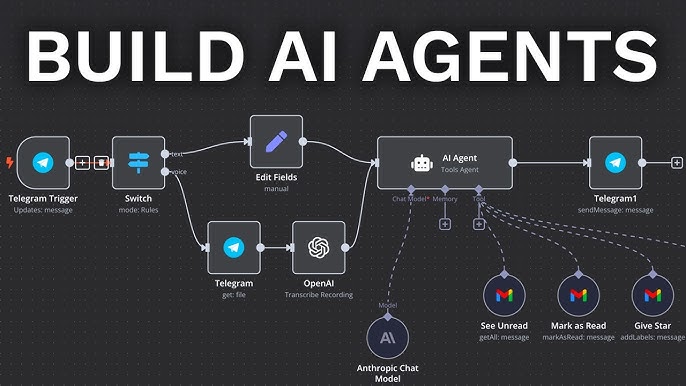 BUILD AI AGENTS
text
voice
Telegram Trigger
Updates: message
Switch
mode: Rules
Edit Fields
manual
Telegram
get: file
OpenAI
Transcribe Recording
AI Agent
Tools Agent
Chat Model*
Memory
Tool
Telegram1
sendMessage: message
Model
Anthropic Chat
Model
See Unread
getAll: message
Mark as Read
markAsRead: message
Give Star
addLabels: message